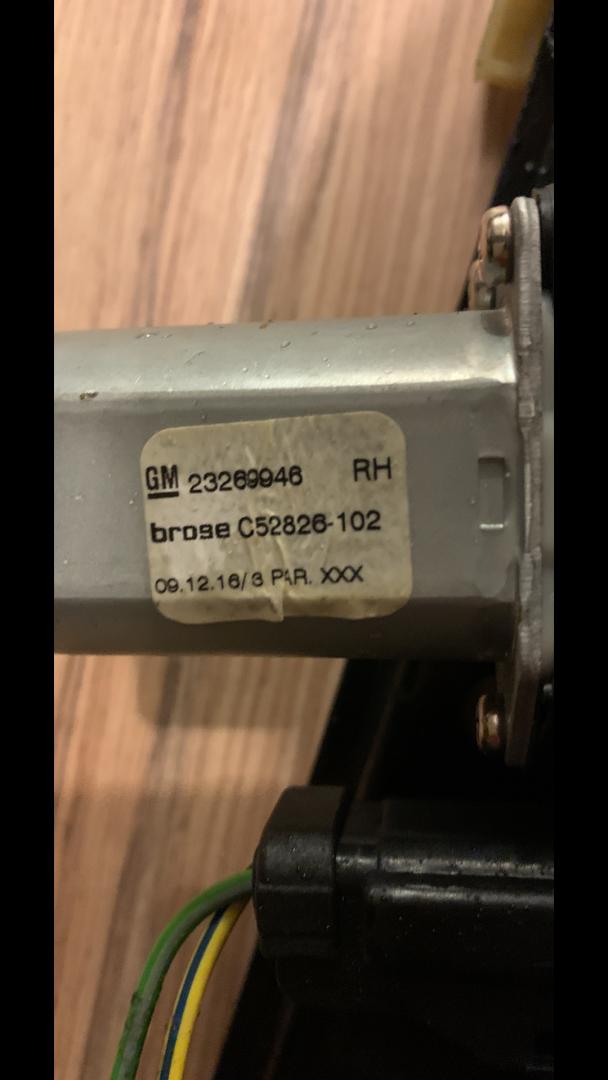 GM 23269946 RH
brose C52826-102
09.12.16/3 PAR. XXX